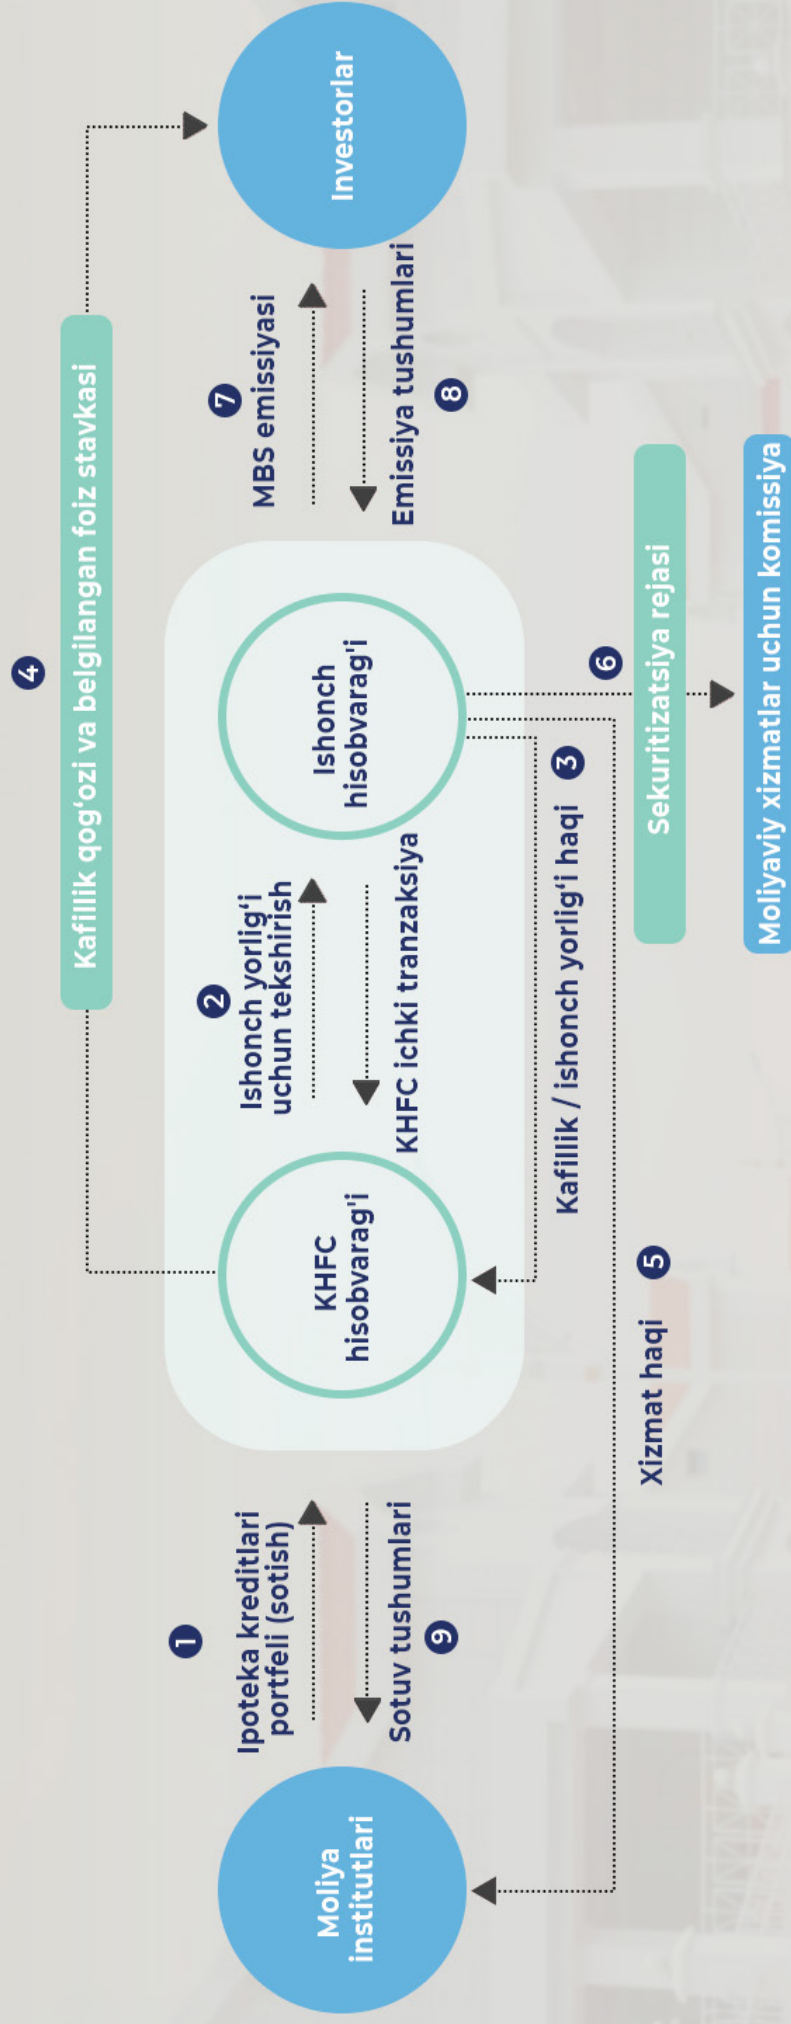 4
Kafillik qog‘ozi va belgilangan foiz stavkasi
1
Ipoteka kreditlari
portfeli (sotish)
2
Ishonch yorlig‘i
uchun tekshirish
7
MBS emissiyasi
Moliya
institutlari
KHFC
hisobvarag'i
Ishonch
hisobvarag'i
Investorlar
Sotuv tushumlari
9
KHFC ichki tranzaksiya
Emissiya tushumlari
8
Kafillik / ishonch yorlig‘i haqi
3
6
Xizmat haqi
5
Sekuritizatsiya rejasi
Moliyaviy xizmatlar uchun komissiya